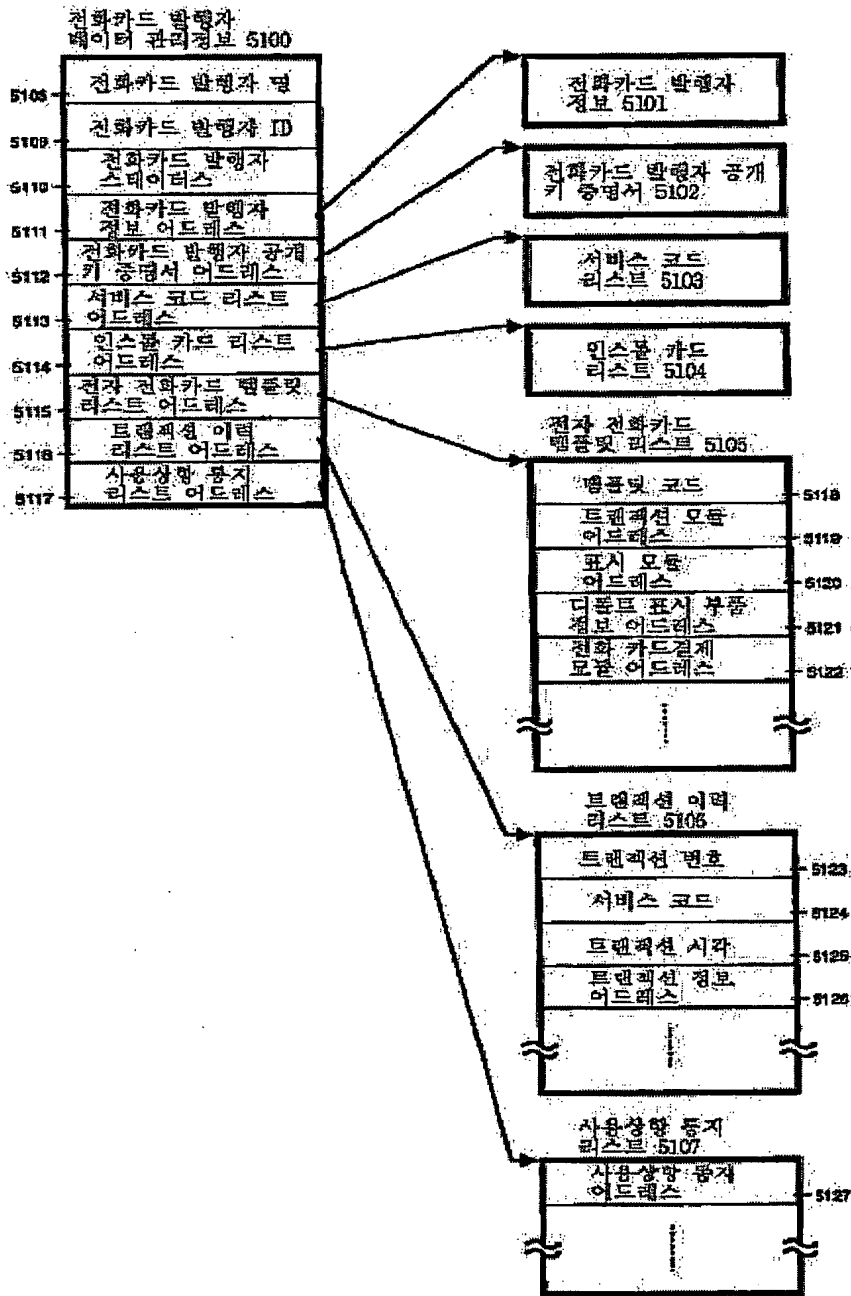 전화카드 발행자
데이터 관리정보 5100
5108
전화카드 발행자 명
5109
전화카드 발행자 ID
5110
전화카드 발행자
스테이터스
5111
전화카드 발행자
정보 어드레스
5112
전화카드 발행자 공개
키 증명서 어드레스
5113
서비스 코드 리스트
어드레스
5114
인스톨 카드 리스트
어드레스
5115
전자 전화카드 템플릿
리스트 어드레스
5116
트랜잭션 이력
리스트 어드레스
5117
사용상황 통지
리스트 어드레스
전화카드 발행자
정보 5101
전화카드 발행자 공개
키 증명서 5102
서비스 코드
리스트 5103
인스톨 카드
리스트 5104
전자 전화카드
템플릿 리스트 5105
템플릿 코드
5118
트랜잭션 모듈
어드레스
5119
표시 모듈
어드레스
5120
디폴트 표시 부품
정보 어드레스
5121
전화 카드결제
모듈 어드레스
5122
트랜잭션 이력
리스트 5106
트랜잭션 번호
5123
서비스 코드
5124
트랜잭션 시각
5125
트랜잭션 정보
어드레스
5126
사용상황 통지
리스트 5107
사용상황 통지
어드레스
5127